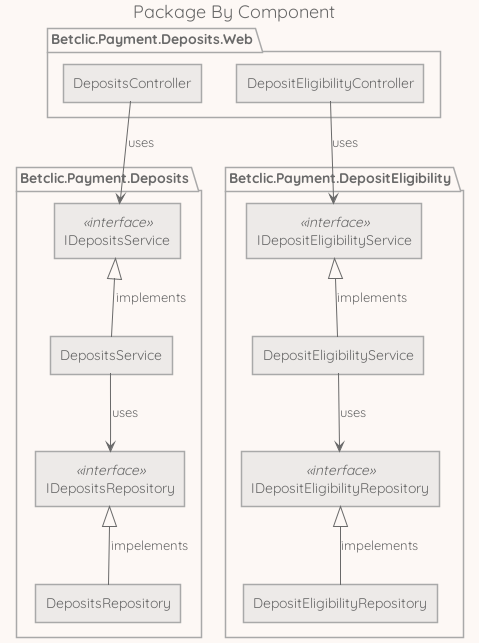 Package By Component
Betclic.Payment.Deposits.Web
DepositsController
DepositEligibilityController
uses
uses
Betclic.Payment.Deposits
Betclic.Payment.DepositEligibility
«interface»
IDepositsService
«interface»
IDepositEligibilityService
implements
implements
DepositsService
DepositEligibilityService
uses
uses
«interface»
IDepositsRepository
«interface»
IDepositEligibilityRepository
impelements
impelements
DepositsRepository
DepositEligibilityRepository